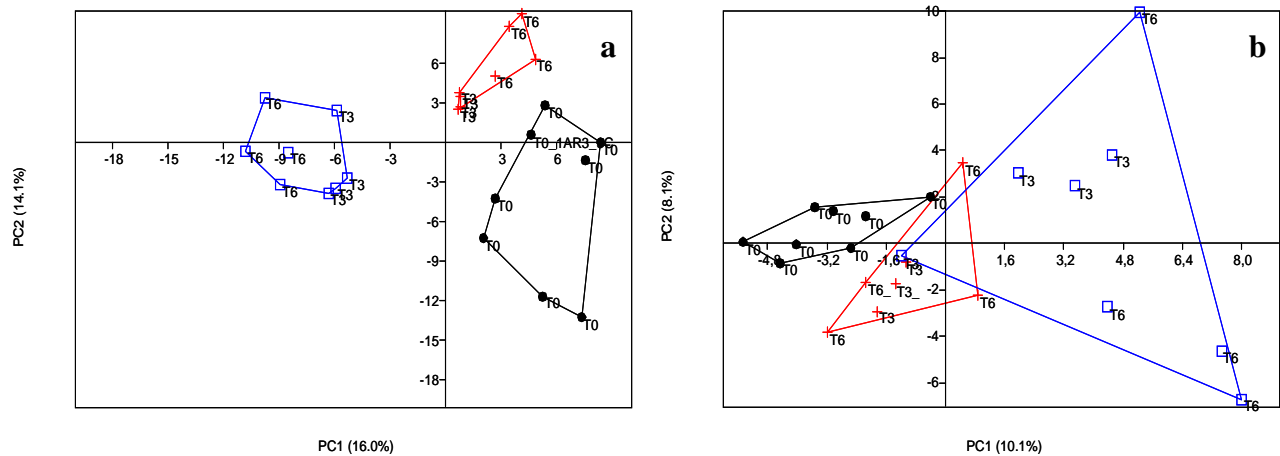 a
T6
T6
T6
T6
T3
T3
T3
6
3
T0
T0_1AR3_C
T0
T0
T6
T3
T6
T6
T6
T3
T3
T3
-18 -15 -12 -9 -6 -3 3 6
T0
T0
T0
T0
-3
-6
-9
-12
-15
-18
PC2 (14.1%)
PC1 (16.0%)
b
10
8
6
4
2
-2
-4
-6
T6
T3
T3
T3
T6
T0
T0
T0
T0
T0
T0
T0
T0
-4,8 -3,2 -1,6 1,6 3,2 4,8 6,4 8,0
T3
T6_
T3_
T3
T6
T6
T6
T6
T6
PC2 (8.1%)
PC1 (10.1%)